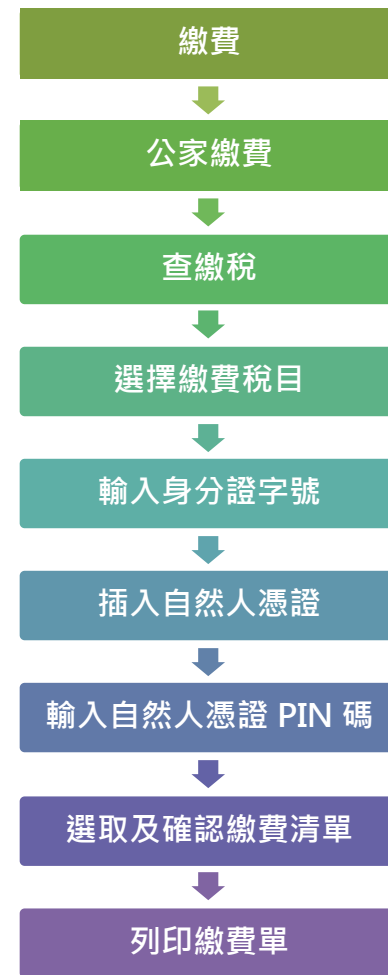 繳費
公家繳費
查繳稅
選擇繳費稅目
輸入身分證字號
插入自然人憑證
輸入自然人憑證 PIN 碼
選取及確認繳費清單
列印繳費單